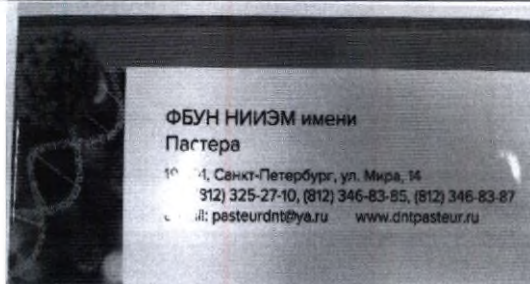 ФБУН НИИЭМ имени
Пастера
Санкт-Петербург, ул. Мира, 14
812) 325-27-10, (812) 346-83-85, (812) 346-83-87
pasteurdnt@ya.ru www.dntpasteur.ru